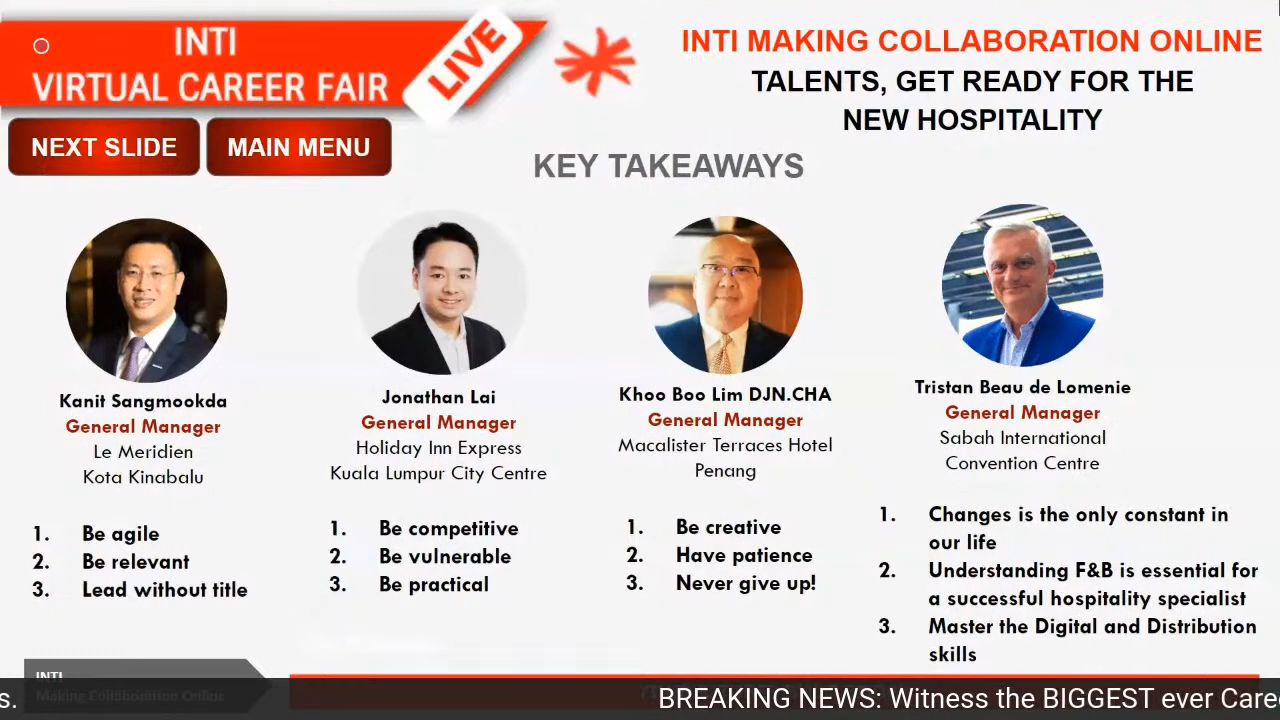 INTI
VIRTUAL CAREER FAIR
LIVE
INTI MAKING COLLABORATION ONLINE
TALENTS, GET READY FOR THE
NEW HOSPITALITY
NEXT SLIDE
MAIN MENU
KEY TAKEAWAYS
Kanit Sangmookda
General Manager
Le Meridien
Kota Kinabalu
1. Be agile
2. Be relevant
3. Lead without title
Jonathan Lai
General Manager
Holiday Inn Express
Kuala Lumpur City Centre
1. Be competitive
2. Be vulnerable
3. Be practical
Khoo Boo Lim DJN.CHA
General Manager
Macalister Terraces Hotel
Penang
1. Be creative
2. Have patience
3. Never give up!
Tristan Beau de Lomenie
General Manager
Sabah International
Convention Centre
1. Changes is the only constant in
our life
2. Understanding F&B is essential for
a successful hospitality specialist
3. Master the Digital and Distribution
skills
INTI
Making Collaboration Online
s. BREAKING NEWS: Witness the BIGGEST ever Caree